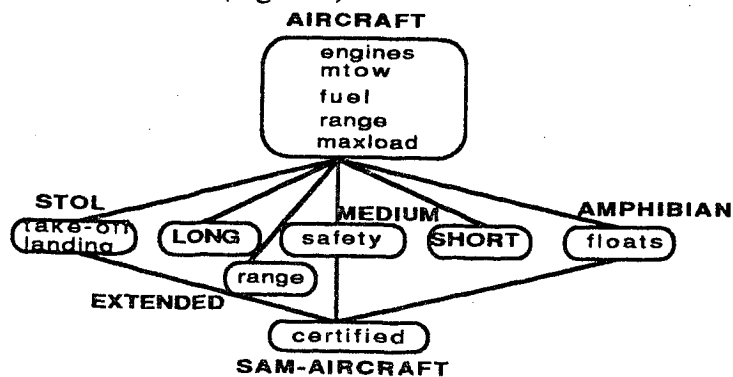 AIRCRAFT
engines
mtow
fuel
range
maxload
STOL
take-off
landing
LONG
range
EXTENDED
MEDIUM
safety
SHORT
AMPHIBIAN
floats
certified
SAM-AIRCRAFT